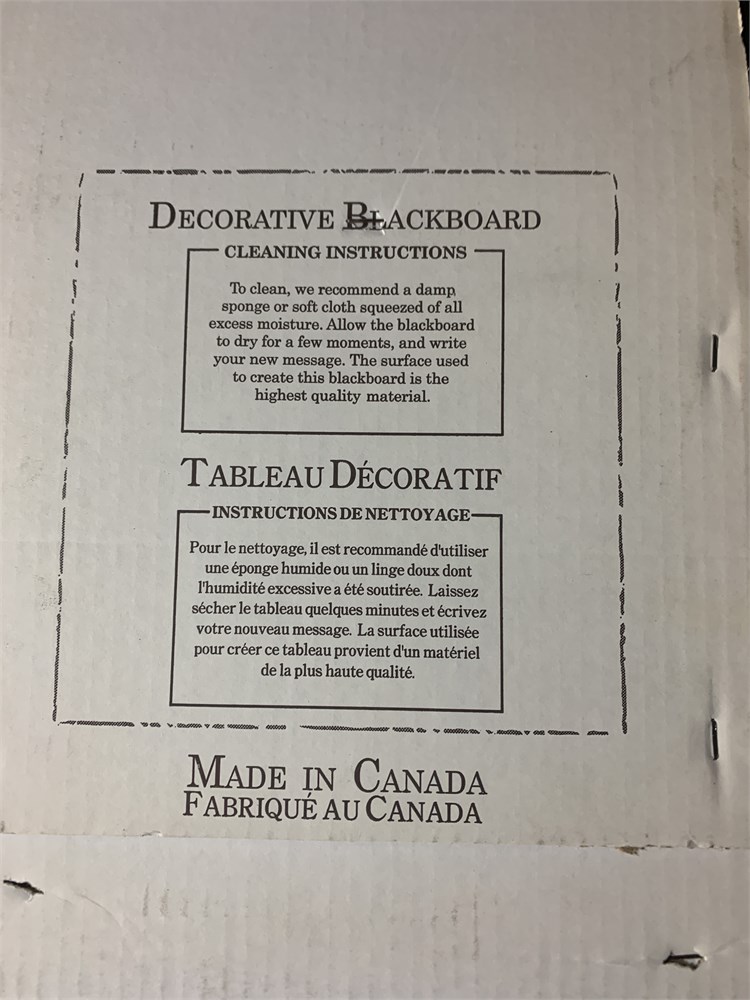 DECORATIVE BLACKBOARD
CLEANING INSTRUCTIONS
To clean, we recommend a damp
sponge or soft cloth squeezed of all
excess moisture. Allow the blackboard
to dry for a few moments, and write
your new message. The surface used
to create this blackboard is the
highest quality material.
TABLEAU DÉCORATIF
INSTRUCTIONS DE NETTOYAGE
Pour le nettoyage, il est recommandé d'utiliser
une éponge humide ou un linge doux dont
l'humidité excessive a été soutirée. Laissez
sécher le tableau quelques minutes et écrivez
votre nouveau message. La surface utilisée
pour créer ce tableau provient d'un matériel
de la plus haute qualité.
MADE IN CANADA
FABRIQUÉ AU CANADA